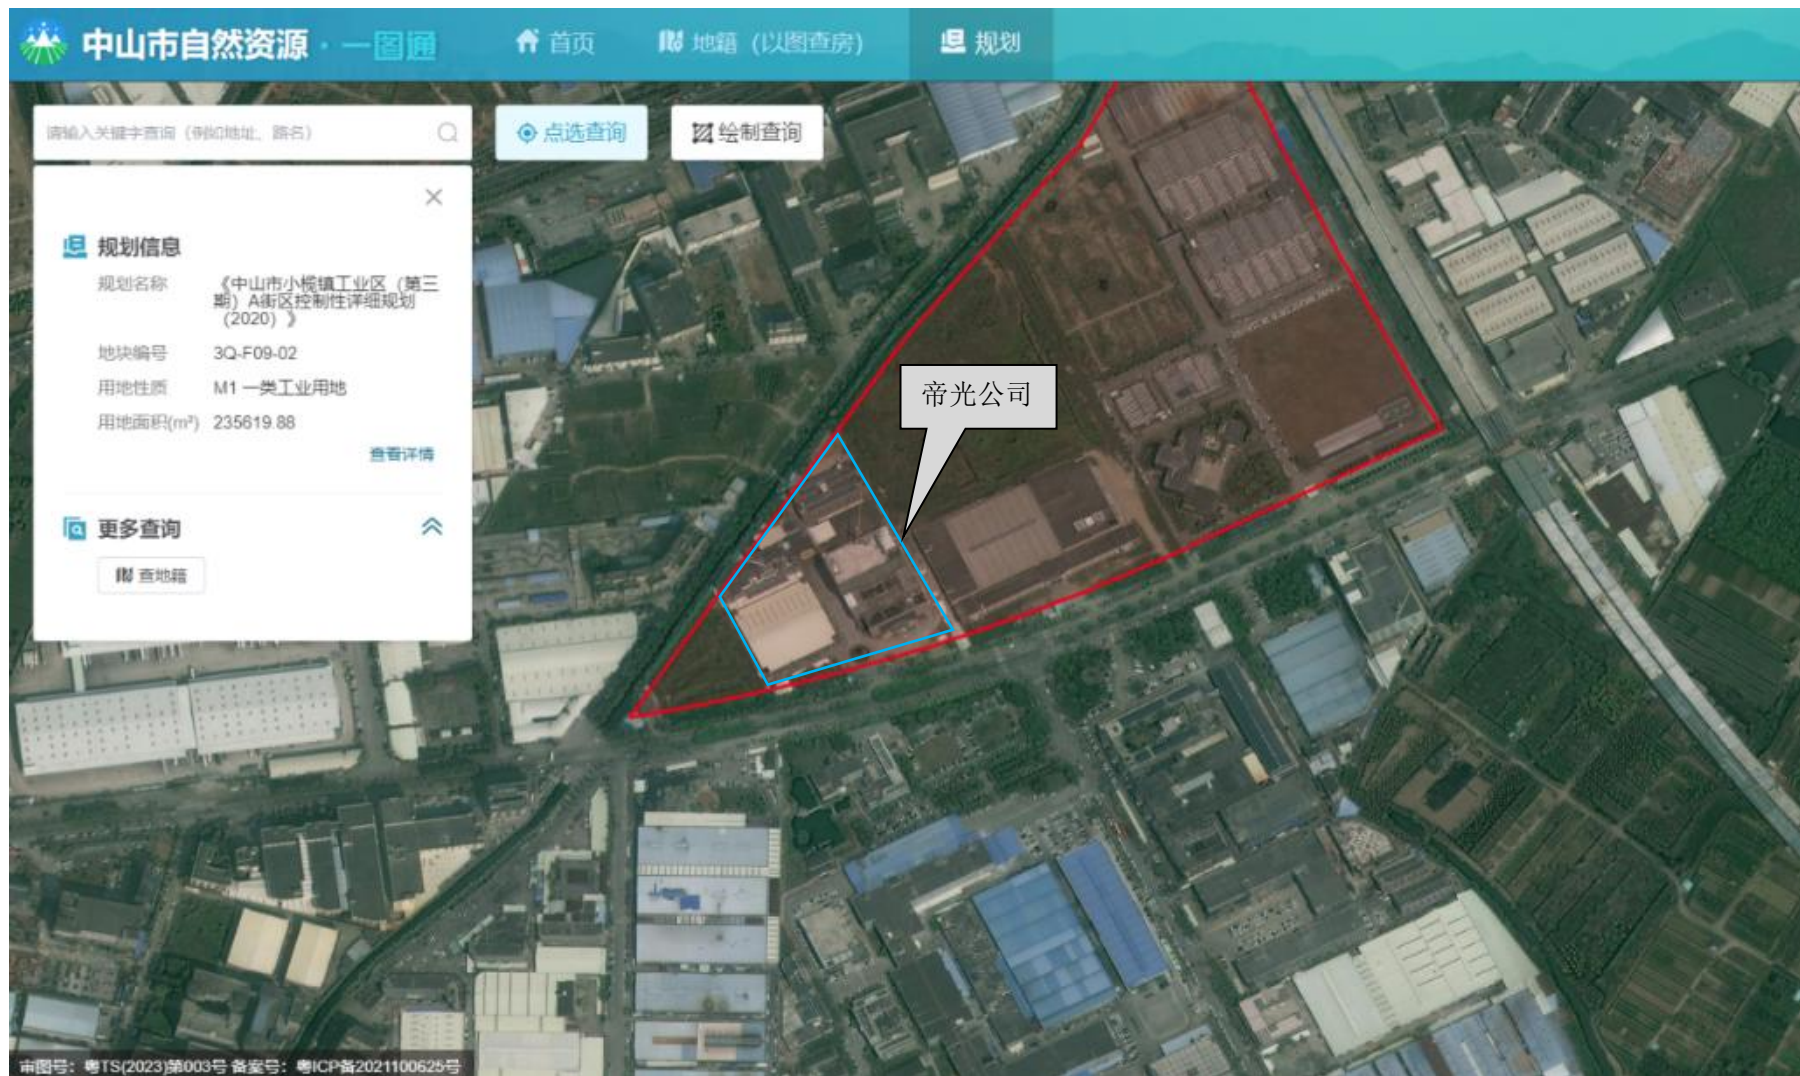 中山市自然资源·一图通
首页
地籍（以图查房）
规划
请输入关键字查询（例如地址、路名）
点选查询
绘制查询
规划信息
规划名称
《中山市小榄镇工业区（第三
期）A街区控制性详细规划
（2020）》
地块编号 3Q-F09-02
用地性质 M1 一类工业用地
用地面积(m²) 235619.88
查看详情
更多查询
查地籍
帝光公司
审图号：粤TS(2023)第003号 备案号：粤ICP备2021100625号